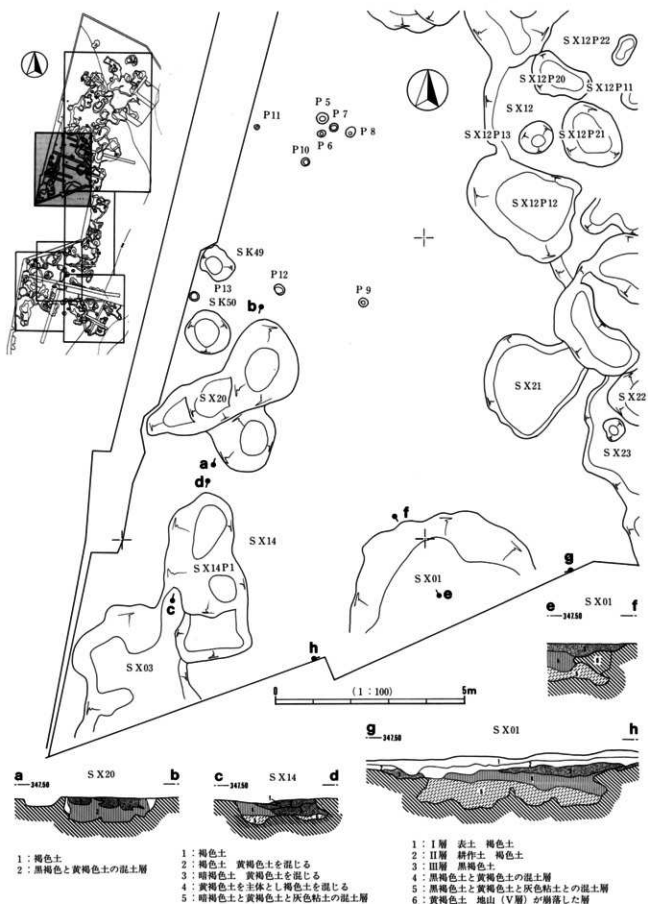 SX12P22
P5
SX12P20
P7
SX12P11
P11
SX12
P8
P6
SX12P13
SX12P21
P10
SX12P12
SK49
P13
P12
P9
SK50
b
SX20
SX21
SX22
SX23
a
d
f
SX14
SX14P1
SX01
g
c
e
SX01
e
f
347.50
h
SX03
0
(1：100)
5m
g
SX01
h
347.50
a
SX20
b
347.50
c
SX14
d
347.50
1：褐色土
2：黒褐色と黄褐色土の混土層
1：褐色土
2：褐色土　黄褐色土を混じる
3：暗褐色土　黄褐色土を混じる
4：黄褐色土を主体とし褐色土を混じる
5：暗褐色土と黄褐色土と灰色粘土の混土層
1：Ⅰ層　表土　褐色土
2：Ⅱ層　耕作土　褐色土
3：Ⅲ層　黒褐色土
4：黒褐色土と黄褐色土の混土層
5：黒褐色土と黄褐色土と灰色粘土との混土層
6：黄褐色土　地山（Ⅴ層）が崩落した層